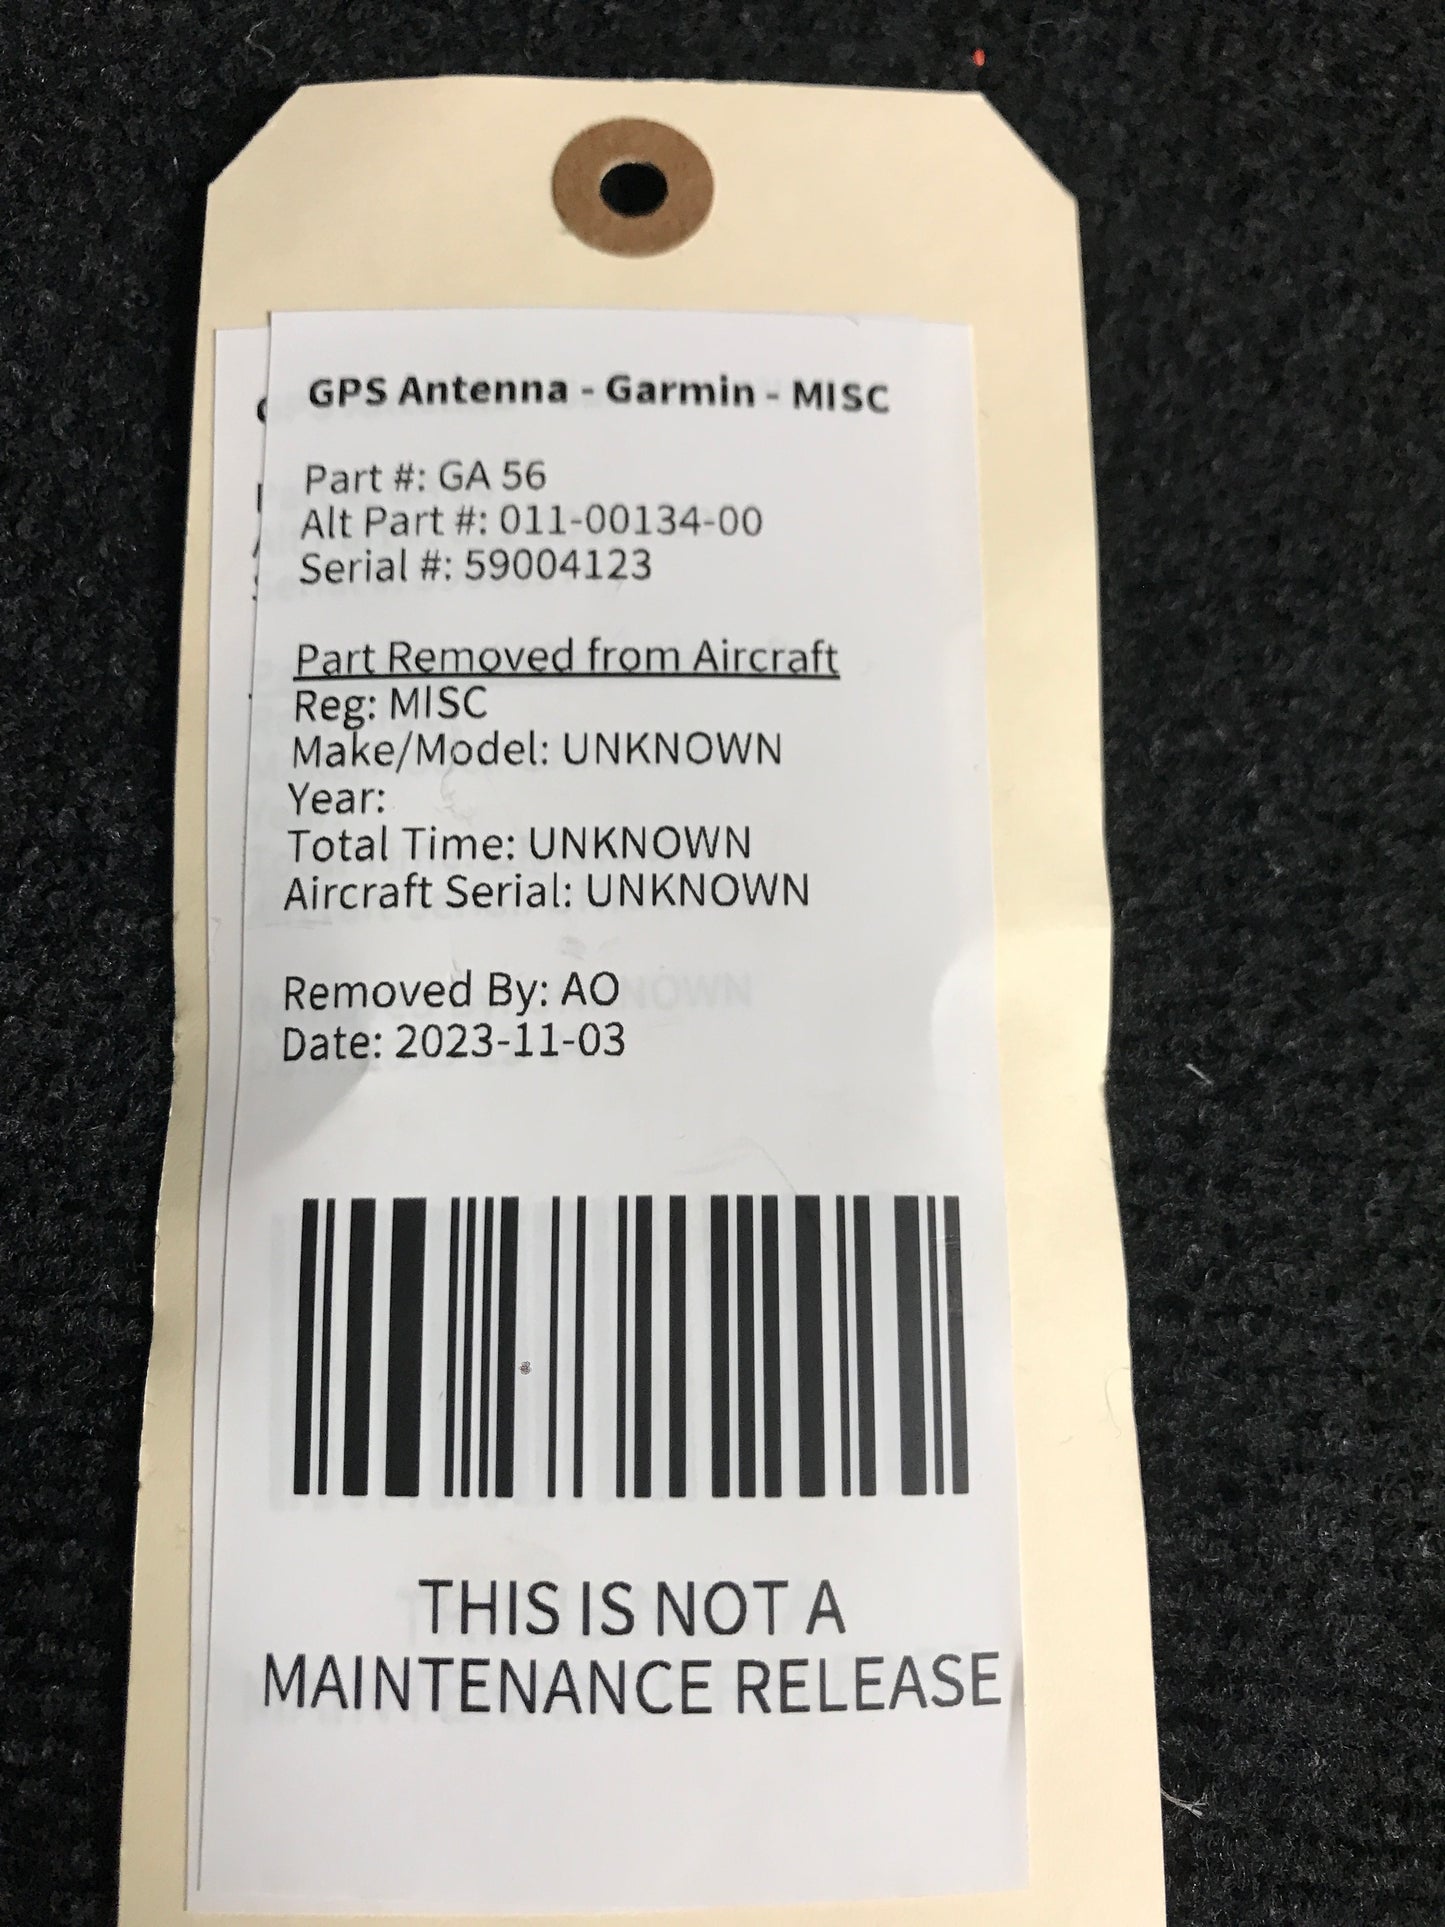 GPS Antenna - Garmin - MISC
Part #: GA 56
Alt Part #: 011-00134-00
Serial #: 59004123
Part Removed from Aircraft
Reg: MISC
Make/Model: UNKNOWN
Year:
Total Time: UNKNOWN
Aircraft Serial: UNKNOWN
Removed By: AO
Date: 2023-11-03
THIS IS NOT A
MAINTENANCE RELEASE